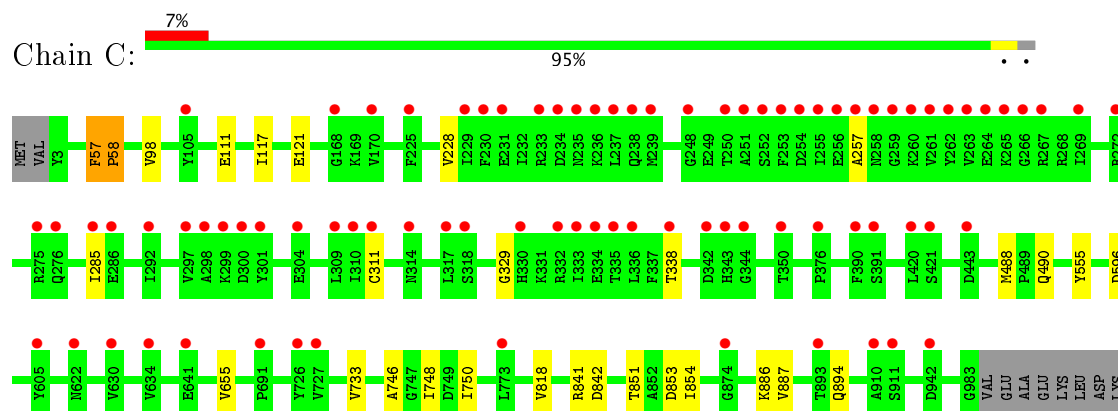 7%
Chain C:
95%
MET VAL Y3 F57 P58 V98 Y105 E111 I117 E121 G168 K169 V170 F225 V228 I229 F230 E231 I232 R233 D234 N235 K236 L237 Q238 M239 G248 E249 T250 A251 S252 F253 D254 I255 E256 A257 N258 G259 K260 V261 Y262 V263 E264 K265 G266 R267 R268 I269
R275 Q276 I285 E286 I292 V297 A298 K299 D300 Y301 E304 L309 I310 C311 N314 L317 S318 G329 H330 K331 R332 I333 E334 T335 L336 F337 T338 D342 H343 G344 T350 P376 F390 S391 L420 S421 D443 M488 P489 Q490 Y555 D596
Y605 N622 V630 V634 E641 V655 P691 Y726 V727 V733 A746 G747 I748 D749 I750 L773 V818 R841 D842 T851 A852 D853 I854 G874 K886 V887 T893 Q894 A910 S911 D942 G983 VAL GLU ALA GLU LYS LEU ASP